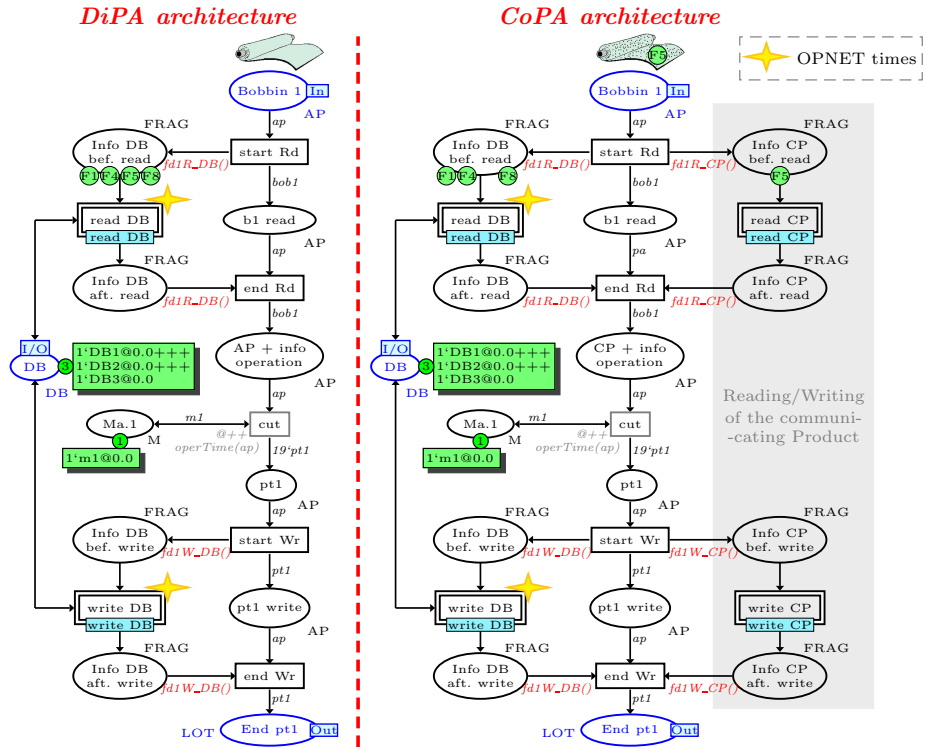 DiPA architecture
Bobbin 1
In
AP
ap
FRAG
Info DB
bef. read
F1
F4
F5
F8
fd1R_DB()
start Rd
bob1
read DB
read DB
b1 read
AP
ap
FRAG
Info DB
aft. read
fd1R_DB()
end Rd
bob1
I/O
DB
DB
3
1‘DB1@0.0+++
1‘DB2@0.0+++
1‘DB3@0.0
AP + info
operation
AP
ap
Ma.1
M
1
1‘m1@0.0
m1
cut
@++
operTime(ap)
19‘pt1
pt1
AP
ap
FRAG
Info DB
bef. write
fd1W_DB()
start Wr
pt1
write DB
write DB
pt1 write
AP
ap
FRAG
Info DB
aft. write
fd1W_DB()
end Wr
pt1
LOT
End pt1
Out
CoPA architecture
F5
OPNET times
Bobbin 1
In
AP
ap
FRAG
Info DB
bef. read
F1
F4
F8
fd1R_DB()
start Rd
fd1R_CP()
FRAG
Info CP
bef. read
F5
bob1
read DB
read DB
b1 read
AP
pa
read CP
read CP
FRAG
Info DB
aft. read
fd1R_DB()
end Rd
fd1R_CP()
FRAG
Info CP
aft. read
bob1
I/O
DB
DB
3
1‘DB1@0.0+++
1‘DB2@0.0+++
1‘DB3@0.0
CP + info
operation
AP
ap
Reading/Writing
of the communi-
-cating Product
Ma.1
M
1
1‘m1@0.0
m1
cut
@++
operTime(ap)
19‘pt1
pt1
AP
ap
FRAG
Info DB
bef. write
fd1W_DB()
start Wr
fd1W_CP()
FRAG
Info CP
bef. write
pt1
write DB
write DB
pt1 write
AP
ap
write CP
write CP
FRAG
Info DB
aft. write
fd1W_DB()
end Wr
fd1W_CP()
FRAG
Info CP
aft. write
pt1
LOT
End pt1
Out